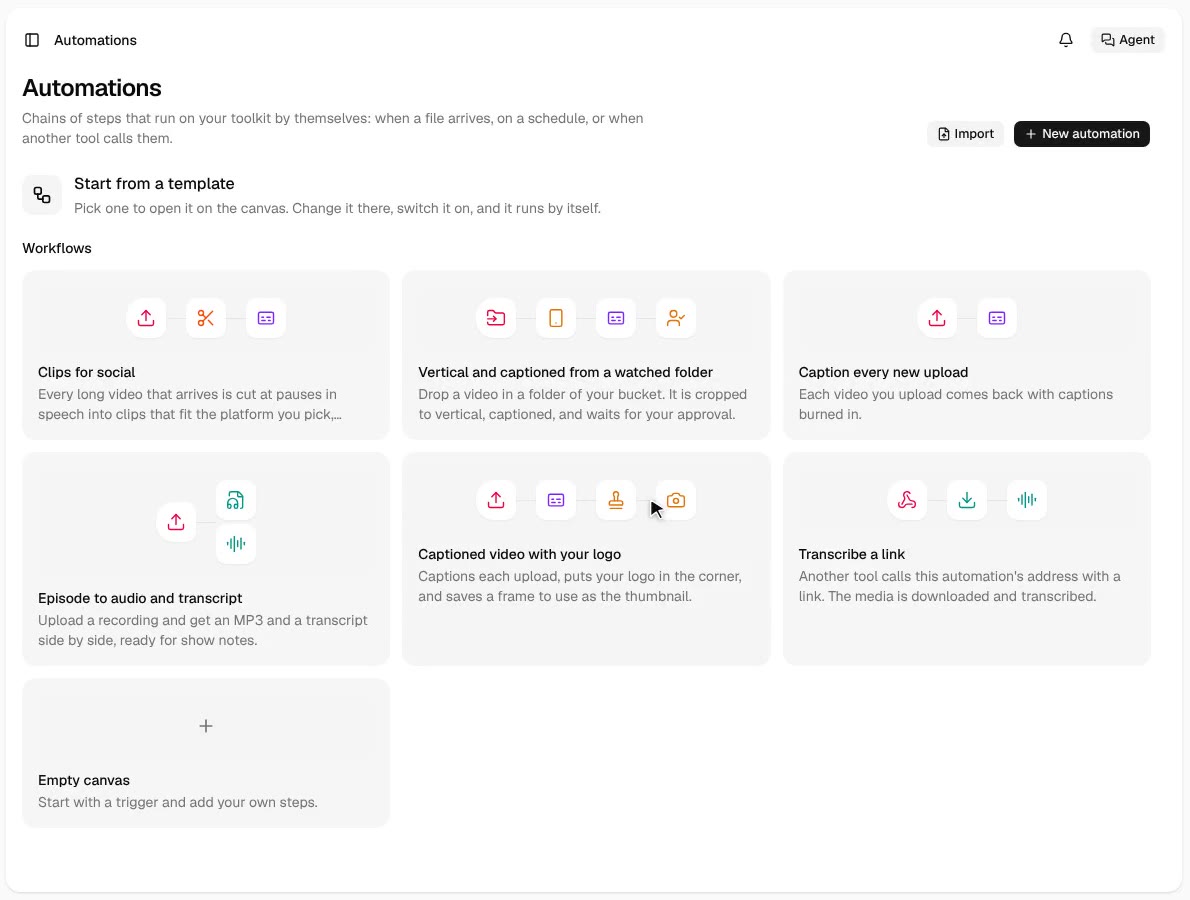 Automations
Agent
Automations
Chains of steps that run on your toolkit by themselves: when a file arrives, on a schedule, or when
another tool calls them.
Import
New automation
Start from a template
Pick one to open it on the canvas. Change it there, switch it on, and it runs by itself.
Workflows
Clips for social
Every long video that arrives is cut at pauses in
speech into clips that fit the platform you pick,...
Vertical and captioned from a watched folder
Drop a video in a folder of your bucket. It is cropped
to vertical, captioned, and waits for your approval.
Caption every new upload
Each video you upload comes back with captions
burned in.
Episode to audio and transcript
Upload a recording and get an MP3 and a transcript
side by side, ready for show notes.
Captioned video with your logo
Captions each upload, puts your logo in the corner,
and saves a frame to use as the thumbnail.
Transcribe a link
Another tool calls this automation's address with a
link. The media is downloaded and transcribed.
Empty canvas
Start with a trigger and add your own steps.